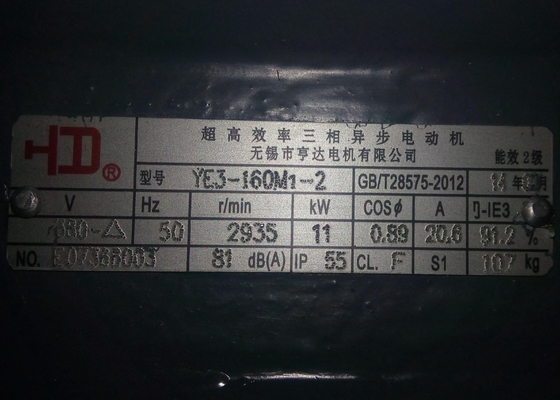 超高效率三相异步电动机
无锡市亨达电机有限公司 能效2级
型号 YE3-160M1-2 GB/T28575-2012 年 月
V Hz r/min kW COSφ A η-IE3
380-△ 50 2935 11 0.89 20.6 91.2 %
NO. 81 dB(A) IP 55 CL. F S1 107 kg